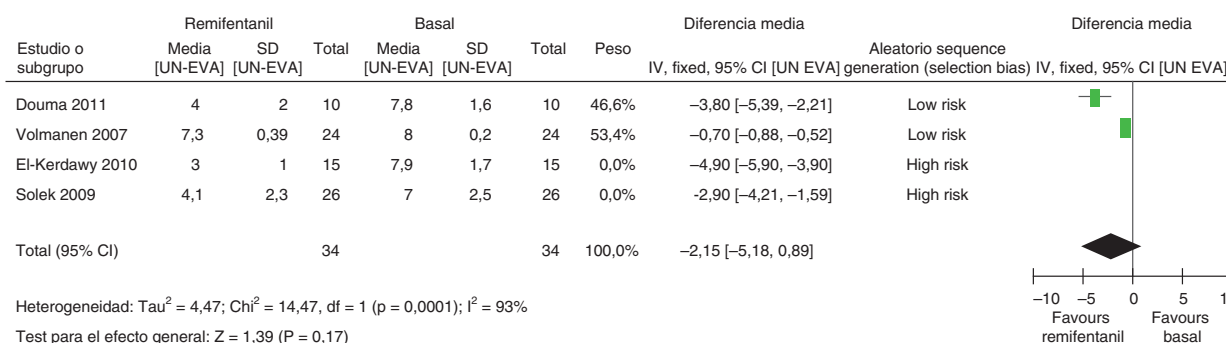 Remifentanil Basal Diferencia media Diferencia media
Estudio o subgrupo Media [UN-EVA] SD [UN-EVA] Total Media [UN-EVA] SD [UN-EVA] Total Peso IV, fixed, 95% CI [UN EVA] Aleatorio sequence generation (selection bias) IV, fixed, 95% CI [UN EVA]
Douma 2011 4 2 10 7,8 1,6 10 46,6% –3,80 [–5,39, –2,21] Low risk
Volmanen 2007 7,3 0,39 24 8 0,2 24 53,4% –0,70 [–0,88, –0,52] Low risk
El-Kerdawy 2010 3 1 15 7,9 1,7 15 0,0% –4,90 [–5,90, –3,90] High risk
Solek 2009 4,1 2,3 26 7 2,5 26 0,0% -2,90 [–4,21, –1,59] High risk
Total (95% CI) 34 34 100,0% –2,15 [–5,18, 0,89]
Heterogeneidad: Tau² = 4,47; Chi² = 14,47, df = 1 (p = 0,0001); I² = 93%
Test para el efecto general: Z = 1,39 (P = 0,17)
–10 –5 0 5
Favours remifentanil Favours basal